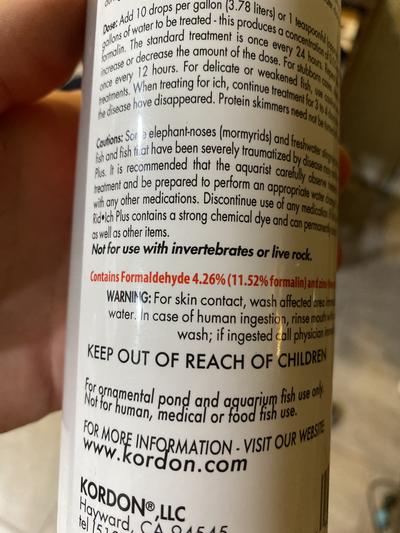 Dose: Add 10 drops per gallon (3.78 liters) or 1 teaspoonful
gallons of water to be treated - this produces a concentration of
formalin. The standard treatment is once every 24 hours.
increase or decrease the amount of the dose. For stubborn
once every 12 hours. For delicate or weakened fish, use
treatments. When treating for ich, continue treatment for 3 to
the disease have disappeared. Protein skimmers need not be
Cautions: Some elephant-noses (mormyrids) and freshwater
fish and fish that have been severely traumatized by disease may
Plus. It is recommended that the aquarist carefully observe
treatment and be prepared to perform an appropriate water
with any other medications. Discontinue use of any medication
Rid•Ich Plus contains a strong chemical dye and can permanently
as well as other items.
Not for use with invertebrates or live rock.
Contains Formaldehyde 4.26% (11.52% formalin) and
WARNING: For skin contact, wash affected area
water. In case of human ingestion, rinse mouth
wash; if ingested call physician
KEEP OUT OF REACH OF CHILDREN
For ornamental pond and aquarium fish use only.
Not for human, medical or food fish use.
FOR MORE INFORMATION - VISIT OUR WEBSITE
www.kordon.com
KORDON®, LLC
Hayward, CA 94545